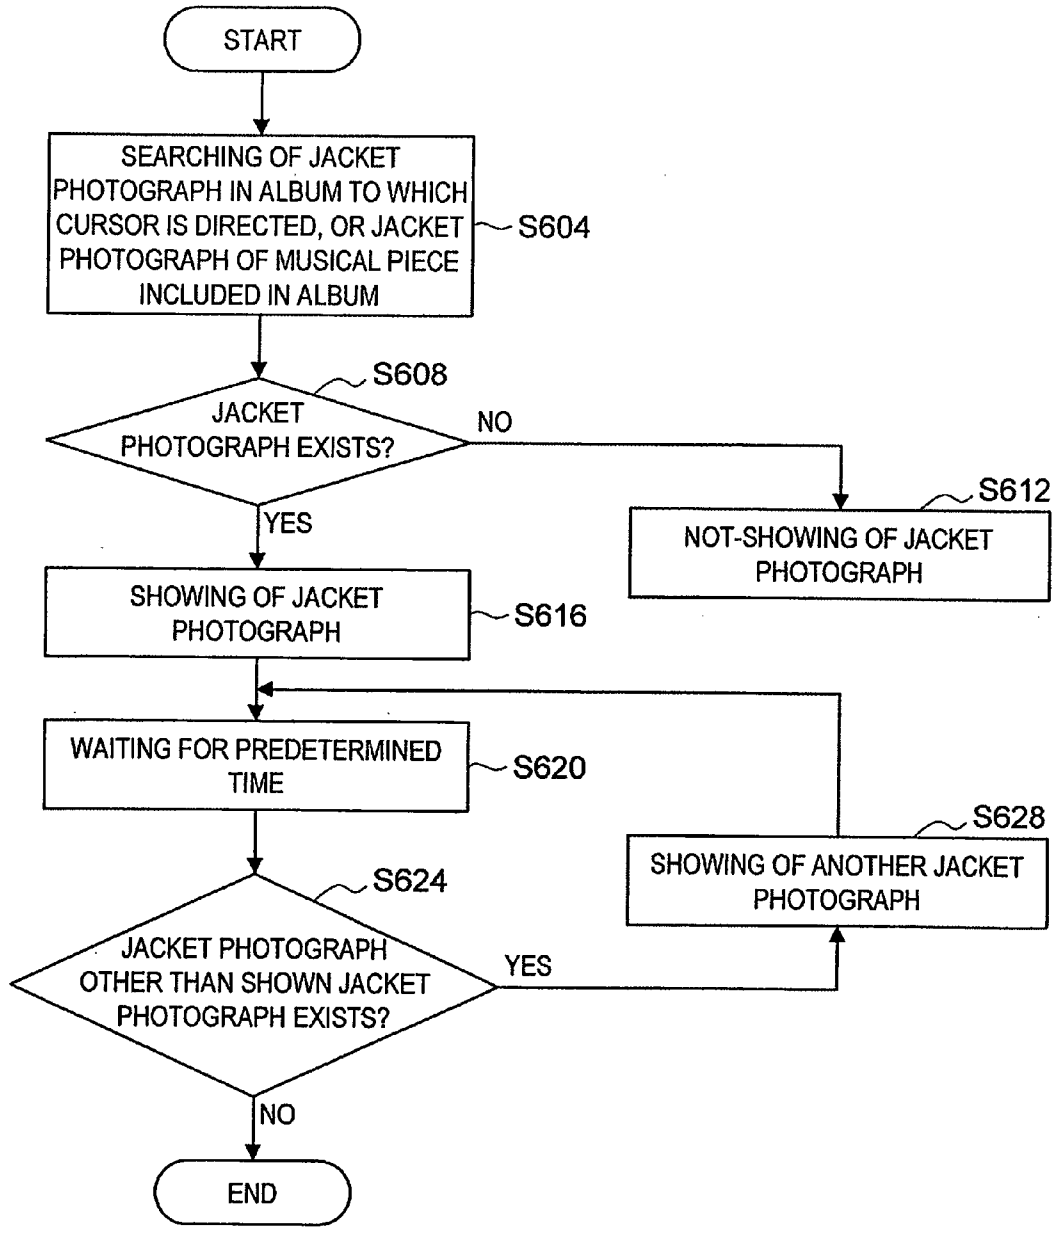 START
SEARCHING OF JACKET
PHOTOGRAPH IN ALBUM TO WHICH
CURSOR IS DIRECTED, OR JACKET
PHOTOGRAPH OF MUSICAL PIECE
INCLUDED IN ALBUM
S604
S608
JACKET
PHOTOGRAPH EXISTS?
NO
YES
S612
NOT-SHOWING OF JACKET
PHOTOGRAPH
SHOWING OF JACKET
PHOTOGRAPH
S616
WAITING FOR PREDETERMINED
TIME
S620
S628
SHOWING OF ANOTHER JACKET
PHOTOGRAPH
S624
JACKET PHOTOGRAPH
OTHER THAN SHOWN JACKET
PHOTOGRAPH EXISTS?
YES
NO
END